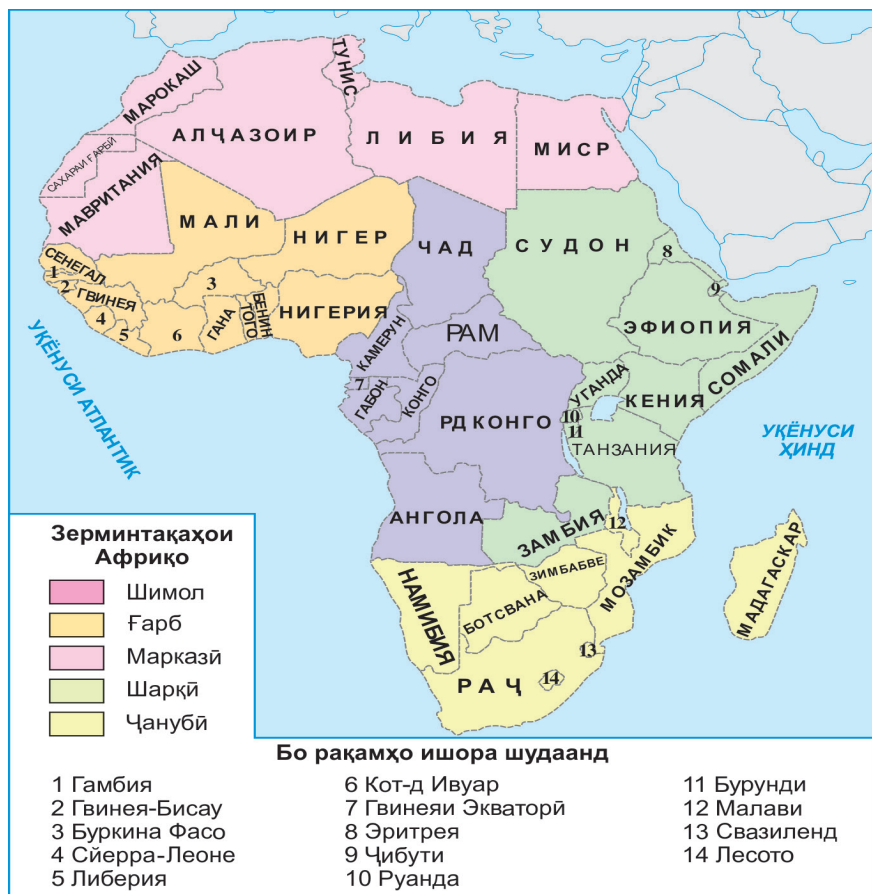 МАРОКАШ
ТУНИС
АЛҶАЗОИР
ЛИБИЯ
МИСР
САХАРАИ ҒАРБӢ
МАВРИТАНИЯ
МАЛИ
НИГЕР
ЧАД
СУДОН
СЕНЕГАЛ
1
2
ГВИНЕЯ
3
4
5
6
ГАНА
ТОГО
БЕНИН
НИГЕРИЯ
КАМЕРУН
РАМ
8
9
ЭФИОПИЯ
СОМАЛИ
7
ГАБОН
КОНГО
РД КОНГО
УГАНДА
КЕНИЯ
10
11
ТАНЗАНИЯ
УҚЁНУСИ АТЛАНТИК
УҚЁНУСИ
ҲИНД
АНГОЛА
ЗАМБИЯ
12
МОЗАМБИК
ЗИМБАБВЕ
МАДАГАСКАР
НАМИБИЯ
БОТСВАНА
13
14
РАҶ
Зерминтақаҳои
Африқо
Шимол
Ғарб
Марказӣ
Шарқӣ
Ҷанубӣ
Бо рақамҳо ишора шудаанд
1 Гамбия
2 Гвинея-Бисау
3 Буркина Фасо
4 Сйерра-Леоне
5 Либерия
6 Кот-д Ивуар
7 Гвинеяи Экваторӣ
8 Эритрея
9 Ҷибути
10 Руанда
11 Бурунди
12 Малави
13 Свазиленд
14 Лесото